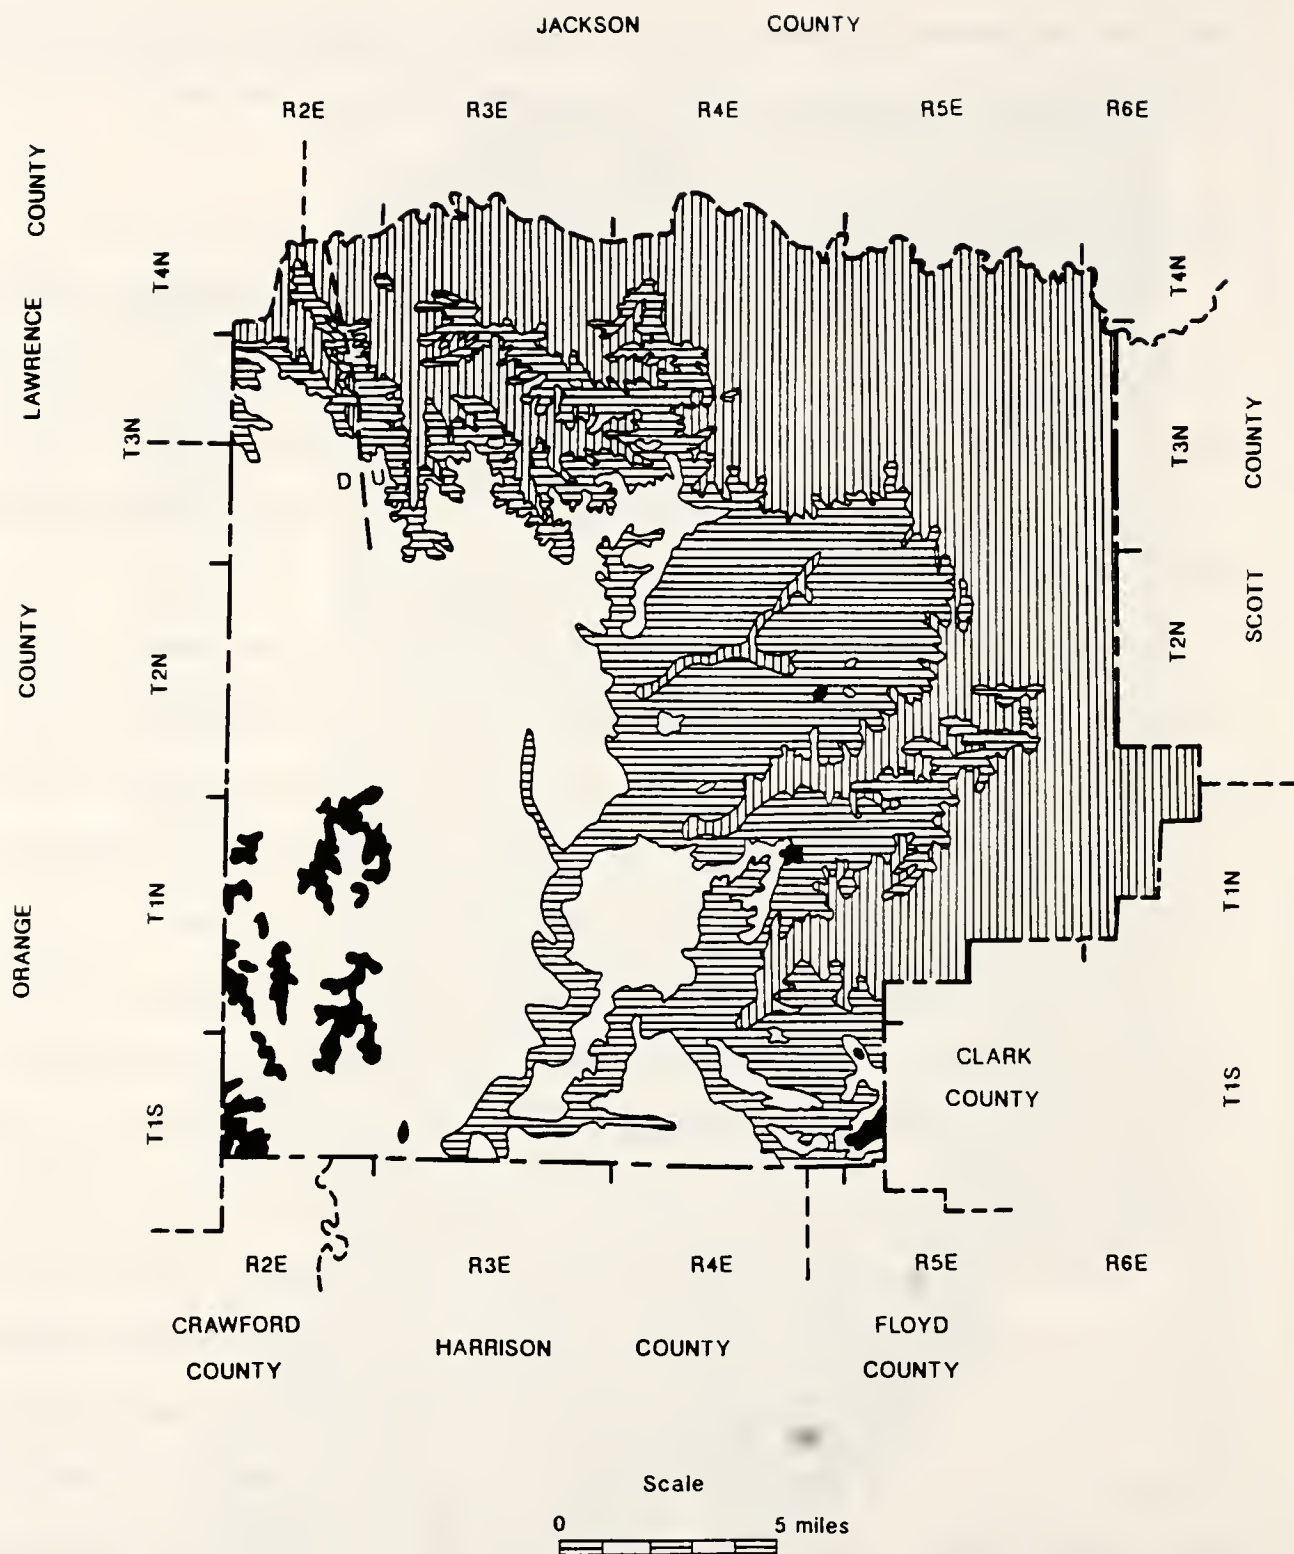 JACKSON COUNTY
R2E R3E R4E R5E R6E
LAWRENCE COUNTY
T4N
T4N
T3N
T3N
SCOTT COUNTY
D U
ORANGE COUNTY
T2N
T2N
T1N
T1N
CLARK
COUNTY
T1S
T1S
R2E R3E R4E R5E R6E
CRAWFORD
COUNTY
HARRISON COUNTY
FLOYD
COUNTY
Scale
0 5 miles